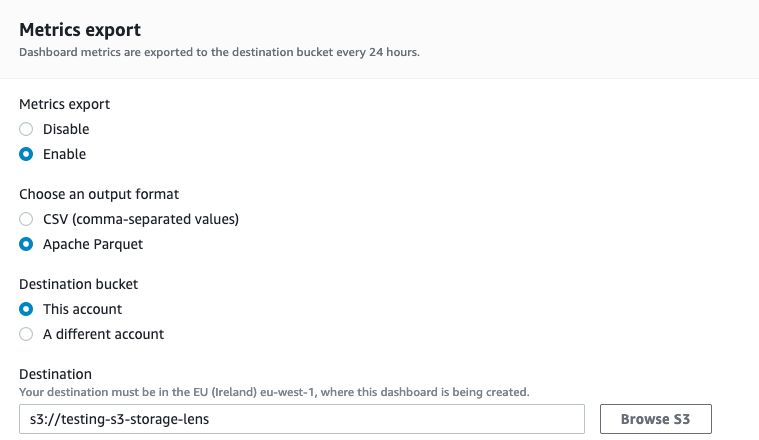 Metrics export
Dashboard metrics are exported to the destination bucket every 24 hours.
Metrics export
Disable
Enable
Choose an output format
CSV (comma-separated values)
Apache Parquet
Destination bucket
This account
A different account
Destination
Your destination must be in the EU (Ireland) eu-west-1, where this dashboard is being created.
s3://testing-s3-storage-lens
Browse S3